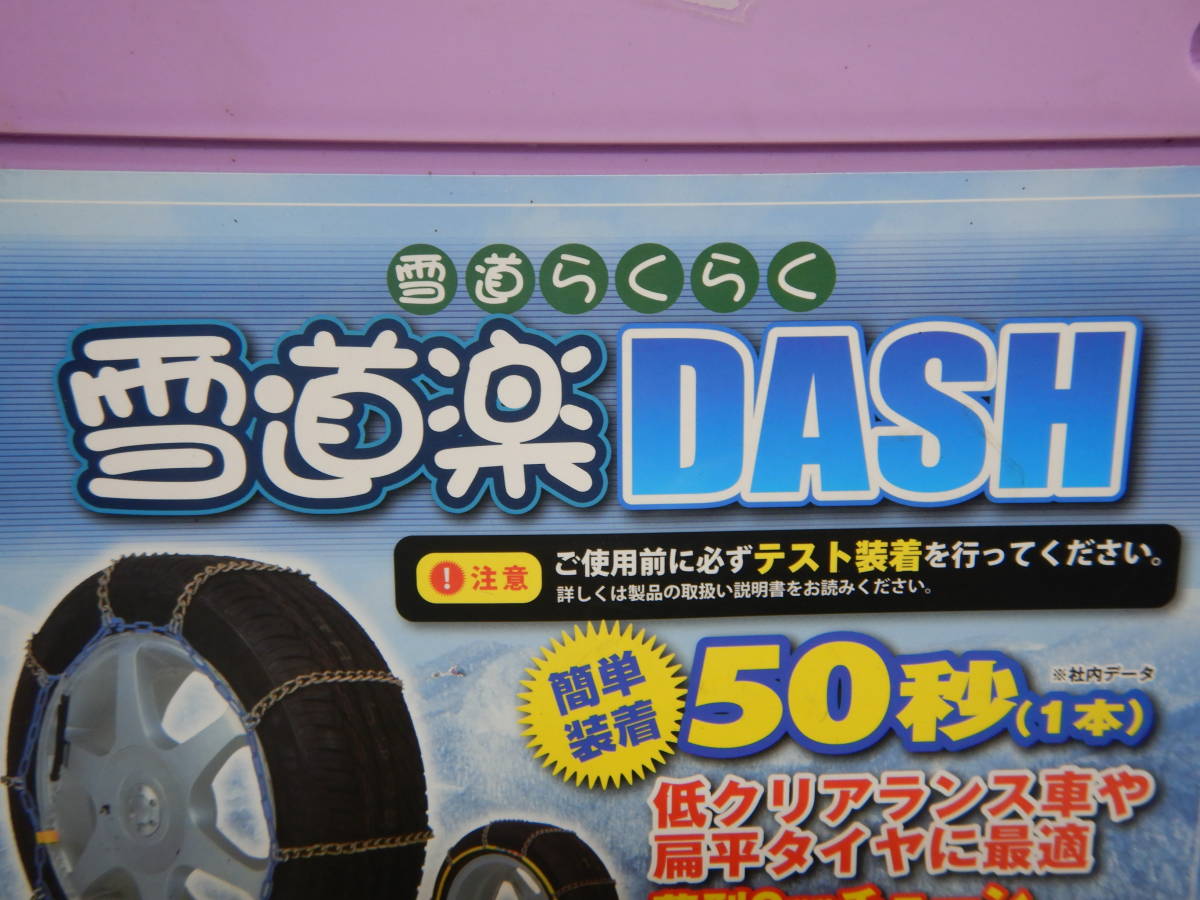 雪道らくらく
雪道楽DASH
! 注意
ご使用前に必ずテスト装着を行ってください。
詳しくは製品の取扱い説明書をお読みください。
簡単
装着
50秒(1本)
※社内データ
低クリアランス車や
扁平タイヤに最適